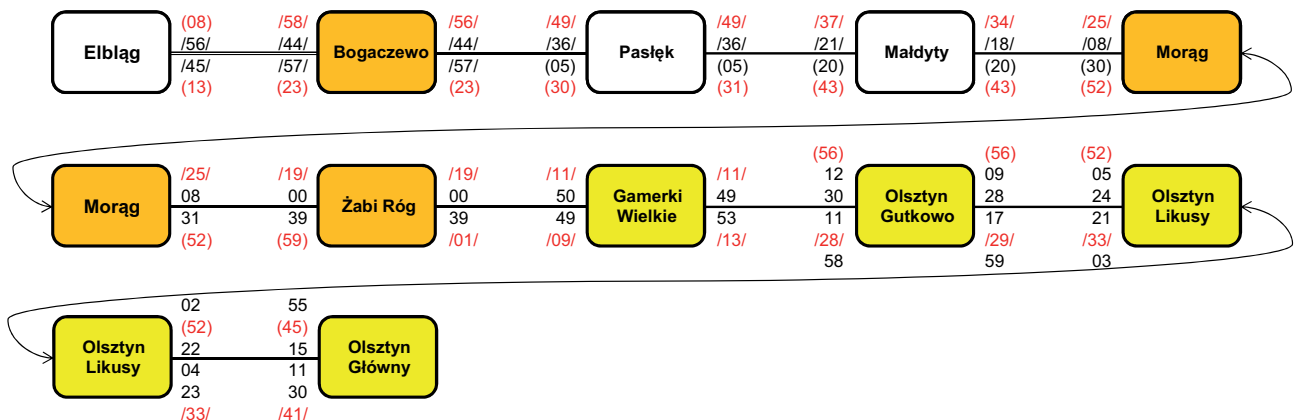 (08) /58/ /56/ /49/ /49/ /37/ /34/ /25/
/56/ /44/ /44/ /36/ /36/ /21/ /18/ /08/
Elbląg Bogaczewo Pasłęk Małdyty Morąg
/45/ /57/ /57/ (05) (05) (20) (20) (30)
(13) (23) (23) (30) (31) (43) (43) (52)
(56) (56) (52)
/25/ /19/ /19/ /11/ /11/ 12 09 05
08 00 00 50 49 30 28 24
Morąg Żabi Róg Gamerki Wielkie Olsztyn Gutkowo Olsztyn Likusy
31 39 39 49 53 11 17 21
(52) (59) /01/ /09/ /13/ /28/ /29/ /33/
58 59 03
02 55
(52) (45)
22 15
Olsztyn Likusy Olsztyn Główny
04 11
23 30
/33/ /41/